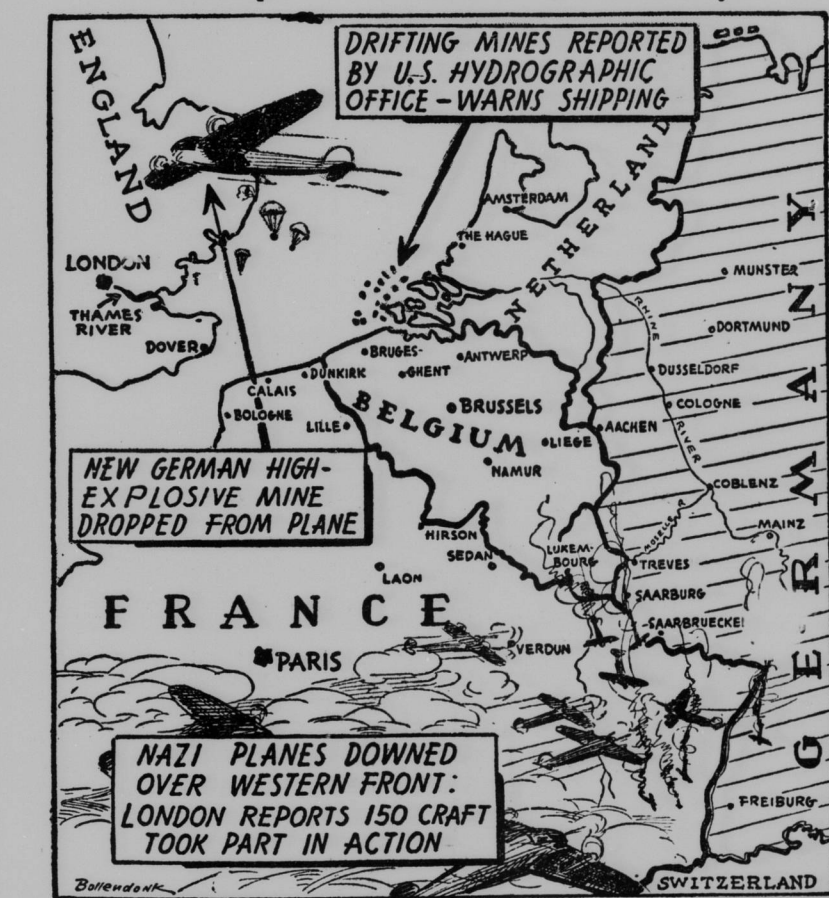 ENGLAND
DRIFTING MINES REPORTED
BY U.S. HYDROGRAPHIC
OFFICE - WARNS SHIPPING
NETHERLAND
AMSTERDAM
THE HAGUE
LONDON
THAMES
RIVER
DOVER
MUNSTER
RHINE
RIVER
DORTMUND
DUSSELDORF
COLOGNE
AACHEN
COBLENZ
MAINZ
MOSELLE R
TREVES
SAARBURG
SAARBRUECKEI
FREIBURG
GERMANY
BRUGES-
GHENT
ANTWERP
DUNKIRK
CALAIS
BOLOGNE
LILLE
BELGIUM
BRUSSELS
LIEGE
NAMUR
NEW GERMAN HIGH-
EXPLOSIVE MINE
DROPPED FROM PLANE
HIRSON
SEDAN
LUXEM-
BOURG
LAON
FRANCE
PARIS
VERDUN
NAZI PLANES DOWNED
OVER WESTERN FRONT:
LONDON REPORTS 150 CRAFT
TOOK PART IN ACTION
Bollendonk
SWITZERLAND